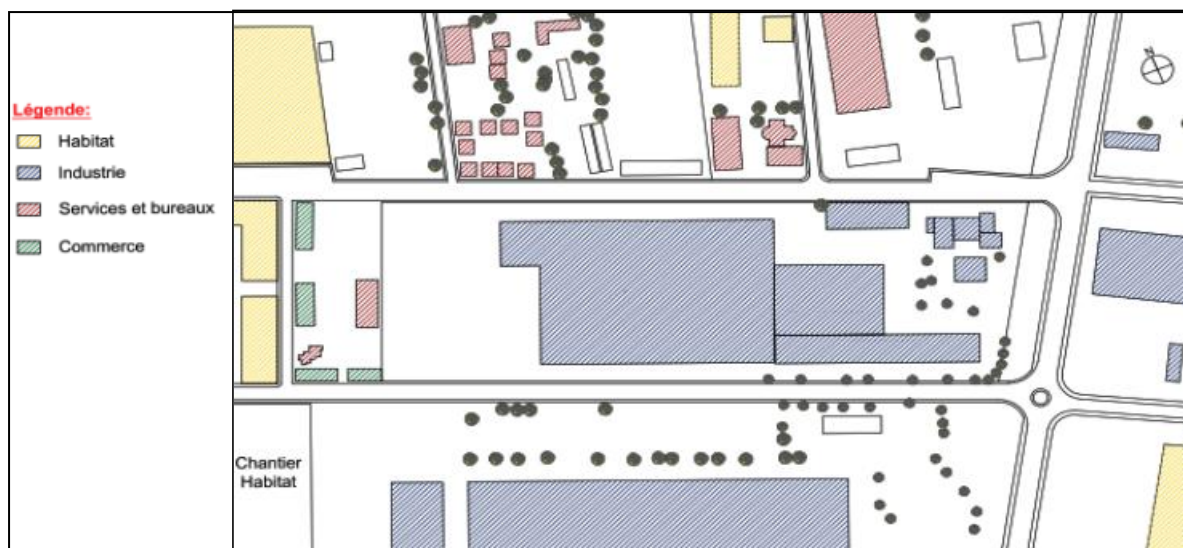 Légende:
Habitat
Industrie
Services et bureaux
Commerce
N
Chantier
Habitat